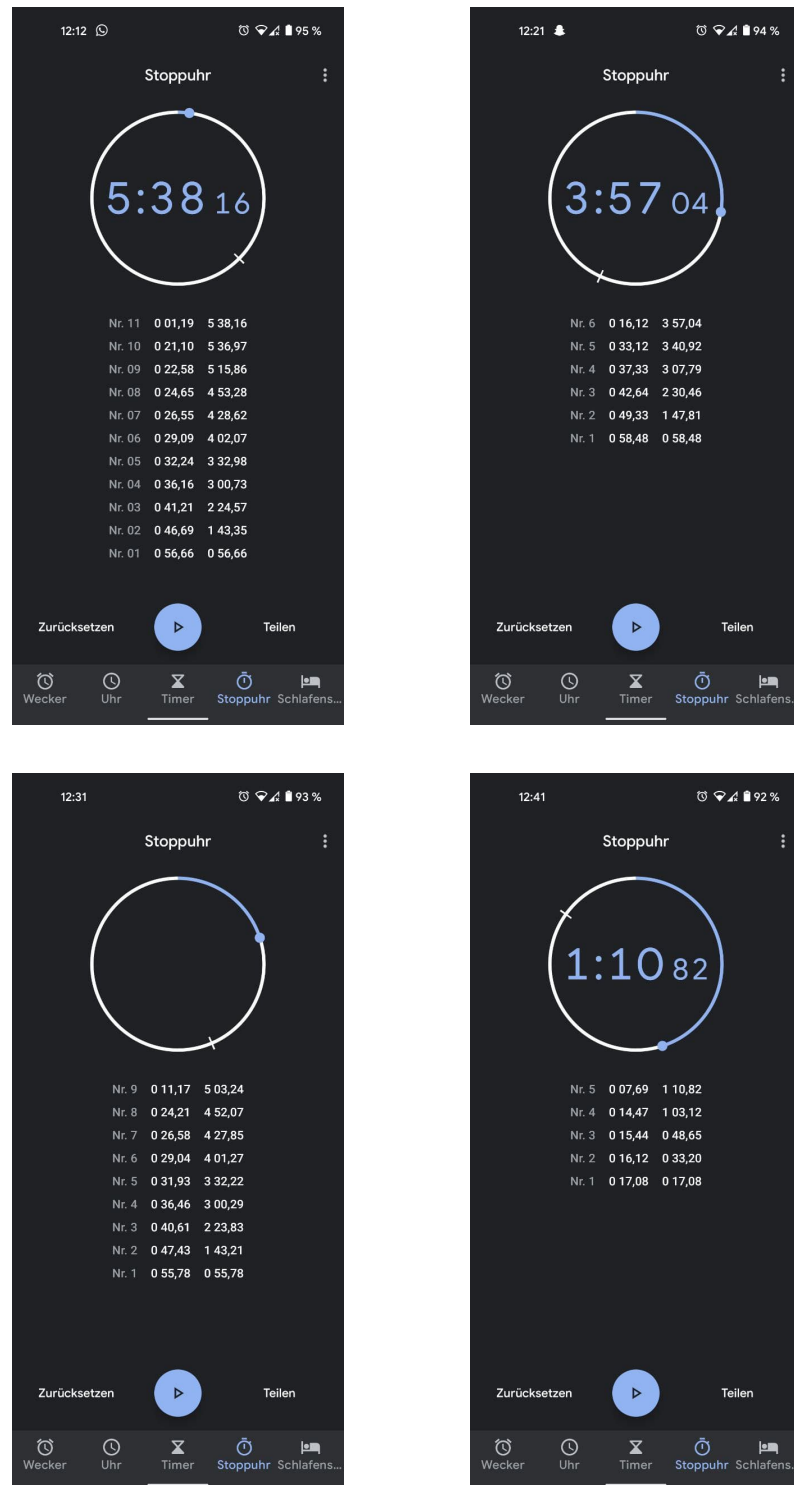 12:12 95 %
Stoppuhr
5:38 16
Nr. 11 0 01,19 5 38,16
Nr. 10 0 21,10 5 36,97
Nr. 09 0 22,58 5 15,86
Nr. 08 0 24,65 4 53,28
Nr. 07 0 26,55 4 28,62
Nr. 06 0 29,09 4 02,07
Nr. 05 0 32,24 3 32,98
Nr. 04 0 36,16 3 00,73
Nr. 03 0 41,21 2 24,57
Nr. 02 0 46,69 1 43,35
Nr. 01 0 56,66 0 56,66
Zurücksetzen Teilen
Wecker Uhr Timer Stoppuhr Schlafens...
12:21 94 %
Stoppuhr
3:57 04
Nr. 6 0 16,12 3 57,04
Nr. 5 0 33,12 3 40,92
Nr. 4 0 37,33 3 07,79
Nr. 3 0 42,64 2 30,46
Nr. 2 0 49,33 1 47,81
Nr. 1 0 58,48 0 58,48
Zurücksetzen Teilen
Wecker Uhr Timer Stoppuhr Schlafens.
12:31 93 %
Stoppuhr
Nr. 9 0 11,17 5 03,24
Nr. 8 0 24,21 4 52,07
Nr. 7 0 26,58 4 27,85
Nr. 6 0 29,04 4 01,27
Nr. 5 0 31,93 3 32,22
Nr. 4 0 36,46 3 00,29
Nr. 3 0 40,61 2 23,83
Nr. 2 0 47,43 1 43,21
Nr. 1 0 55,78 0 55,78
Zurücksetzen Teilen
Wecker Uhr Timer Stoppuhr Schlafens...
12:41 92 %
Stoppuhr
1:10 82
Nr. 5 0 07,69 1 10,82
Nr. 4 0 14,47 1 03,12
Nr. 3 0 15,44 0 48,65
Nr. 2 0 16,12 0 33,20
Nr. 1 0 17,08 0 17,08
Zurücksetzen Teilen
Wecker Uhr Timer Stoppuhr Schlafens.